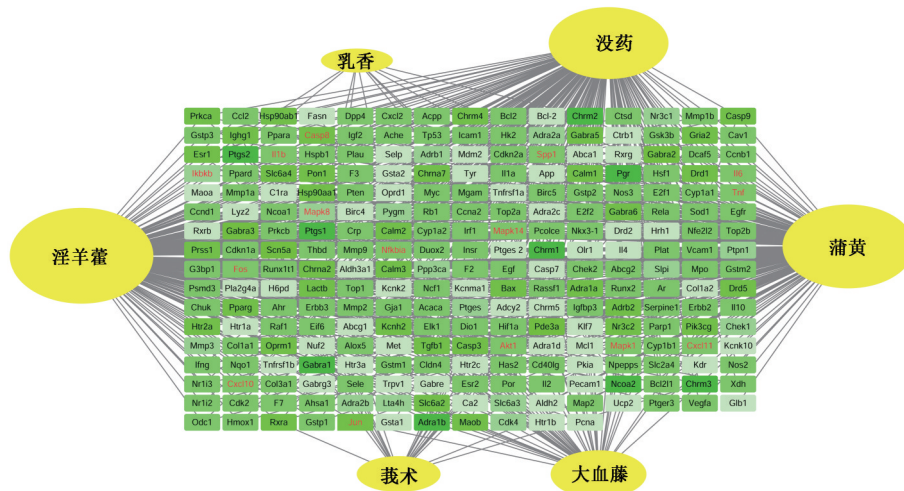 没药
乳香
Prkca Ccl2 Hsp90ab1 Fasn Dpp4 Cxcl2 Acpp Chrm4 Bcl2 Bcl-2 Chrm2 Ctsd Nr3c1 Mmp1b Casp9
Gstp3 Ighg1 Ppara Casp8 Igf2 Ache Tp53 Icam1 Hk2 Adra2a Gabra5 Ctrb1 Gsk3b Gria2 Cav1
Esr1 Ptgs2 Il1b Hspb1 Plau Selp Adrb1 Mdm2 Cdkn2a Spp1 Abca1 Rxrg Gabra2 Dcaf5 Ccnb1
Ikbkb Ppard Slc6a4 Pon1 F3 Gsta2 Chrna7 Tyr Il1a App Calm1 Pgr Hsf1 Drd1 Il6
Maoa Mmp1a C1ra Hsp90aa1 Pten Oprd1 Myc Mgam Tnfrsf1b Birc5 Gstp2 Nos3 E2f1 Cyp1a1 Tnf
Ccnd1 Lyz2 Ncoa1 Mapk8 Birc4 Pygm Rb1 Ccna2 Top2a Adra2c E2f2 Gabra6 Rela Sod1 Egfr
Rxrb Gabra3 Prkcb Ptgs1 Crp Calm2 Cyp1a2 Irf1 Mapk14 Pcolce Nkx3-1 Drd2 Hrh1 Nfe2l2 Top2b
Prss1 Cdkn1a Scn5a Thbd Mmp9 Nfkbia Duox2 Insr Ptges 2 Chrm1 Olr1 Il4 Plat Vcam1 Ptpn1
淫羊藿
蒲黄
G3bp1 Fos Runx1t1 Chrna2 Aldh3a1 Calm3 Ppp3ca F2 Egf Casp7 Chek2 Abcg2 Slpi Mpo Gstm2
Psmd3 Pla2g4a H6pd Lactb Top1 Kcnk2 Ncf1 Kcnma1 Bax Rassf1 Adra1a Runx2 Ar Col1a2 Drd5
Chuk Pparg Ahr Erbb3 Mmp2 Gja1 Acaca Ptges Adcy2 Chrm5 Igfbp3 Adrb2 Serpine1 Erbb2 Il10
Htr2a Htr1a Raf1 Eif6 Abcg1 Kcnh2 Elk1 Dio1 Hif1a Pde3a Klf7 Nr3c2 Parp1 Pik3cg Chek1
Mmp3 Col1a1 Oprm1 Nuf2 Alox5 Met Tgfb1 Casp3 Akt1 Adra1d Mcl1 Mapk1 Cyp1b1 Cxcl11 Kcnk10
Ifng Nqo1 Tnfrsf1b Gabra1 Htr3a Gstm1 Cldn4 Htr2c Has2 Cd40lg Pkia Npepps Slc2a4 Kdr Nos2
Nr1i3 Cxcl10 Col3a1 Gabrg3 Sele Trpv1 Gabre Esr2 Por Il2 Pecam1 Ncoa2 Bcl2l1 Chrm3 Xdh
Nr1i2 Cdk2 F7 Ahsa1 Adra2b Lta4h Slc6a2 Ca2 Slc6a3 Aldh2 Map2 Ucp2 Ptger3 Vegfa Glb1
Odc1 Hmox1 Rxra Gstp1 Jun Gsta1 Adra1b Maob Cdk4 Htr1b Pcna
莪术
大血藤